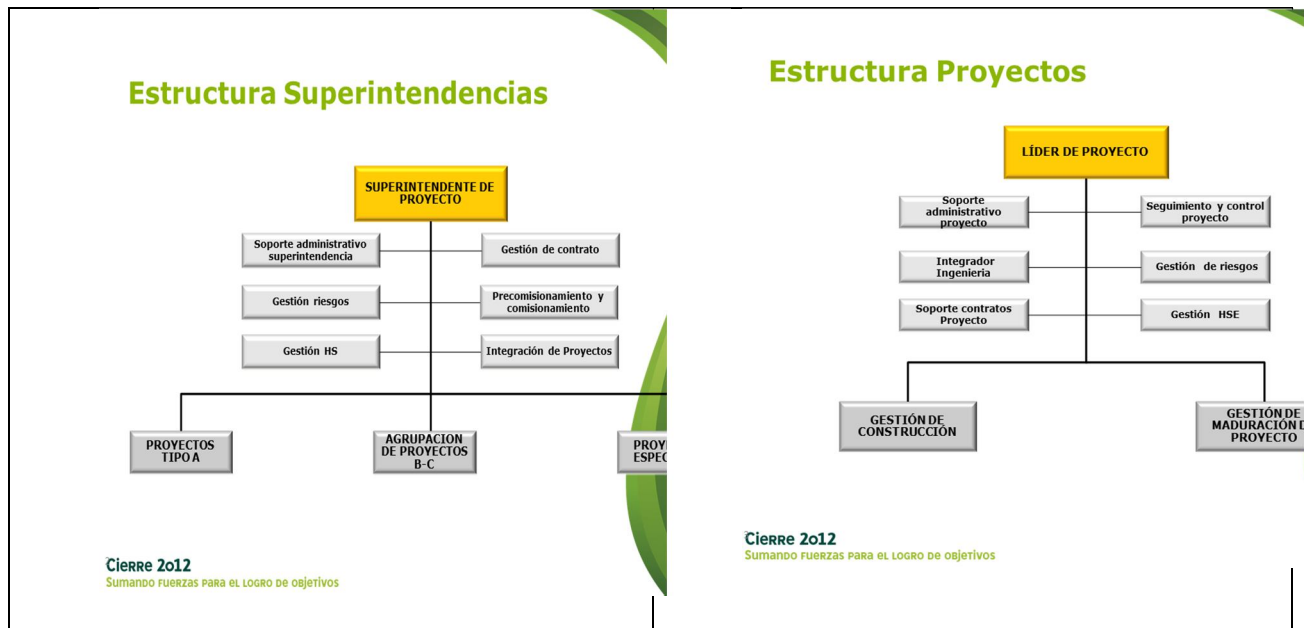 Estructura Superintendencias
SUPERINTENDENTE DE
PROYECTO
Soporte administrativo
superintendencia
Gestión de contrato
Gestión riesgos
Precomisionamiento y
comisionamiento
Gestión HS
Integración de Proyectos
PROYECTOS
TIPO A
AGRUPACION
DE PROYECTOS
B-C
Cierre 2o12
Sumando fuerzas para el logro de objetivos
Estructura Proyectos
LÍDER DE PROYECTO
Soporte
administrativo
proyecto
Seguimiento y control
proyecto
Integrador
Ingenieria
Gestión de riesgos
Soporte contratos
Proyecto
Gestión HSE
GESTIÓN DE
CONSTRUCCIÓN
GESTIÓN DE
MADURACIÓN
PROYECTO
Cierre 2o12
Sumando fuerzas para el logro de objetivos